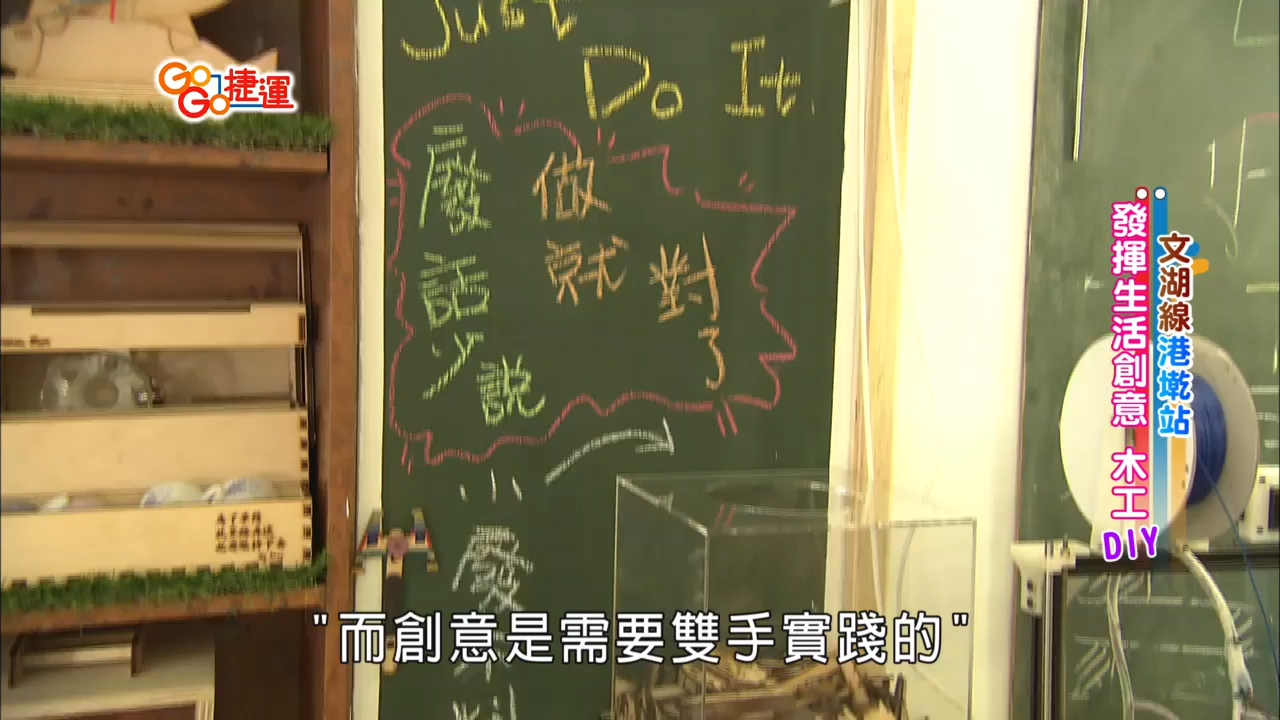 GOGO捷運
Just
Do It.
廢話少說
做就對了
小廢
文湖線港墘站
發揮生活創意 木工DIY
"而創意是需要雙手實踐的"